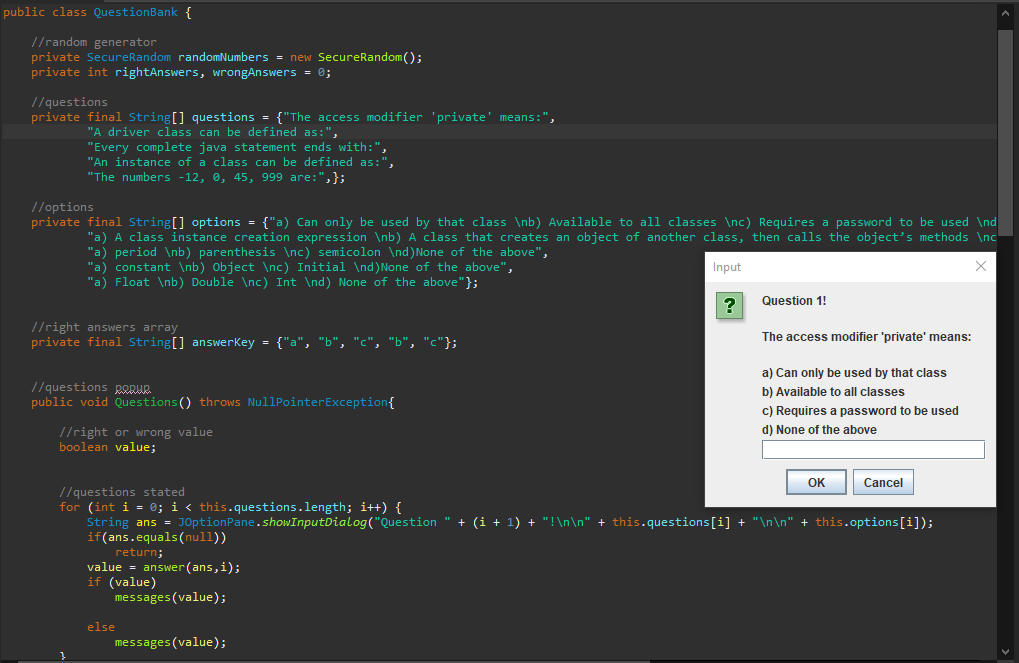 public class QuestionBank {
//random generator
private SecureRandom randomNumbers = new SecureRandom();
private int rightAnswers, wrongAnswers = 0;
//questions
private final String[] questions = {"The access modifier 'private' means:",
"A driver class can be defined as:",
"Every complete java statement ends with:",
"An instance of a class can be defined as:",
"The numbers -12, 0, 45, 999 are:",};
//options
private final String[] options = {"a) Can only be used by that class \nb) Available to all classes \nc) Requires a password to be used \nd
"a) A class instance creation expression \nb) A class that creates an object of another class, then calls the object’s methods \nc
"a) period \nb) parenthesis \nc) semicolon \nd)None of the above",
"a) constant \nb) Object \nc) Initial \nd)None of the above",
"a) Float \nb) Double \nc) Int \nd) None of the above"};
//right answers array
private final String[] answerKey = {"a", "b", "c", "b", "c"};
//questions popup
public void Questions() throws NullPointerException{
//right or wrong value
boolean value;
//questions stated
for (int i = 0; i < this.questions.length; i++) {
String ans = JOptionPane.showInputDialog("Question " + (i + 1) + "!\n\n" + this.questions[i] + "\n\n" + this.options[i]);
if(ans.equals(null))
return;
value = answer(ans,i);
if (value)
messages(value);
else
messages(value);
}
Input
?
Question 1!
The access modifier 'private' means:
a) Can only be used by that class
b) Available to all classes
c) Requires a password to be used
d) None of the above
OK Cancel